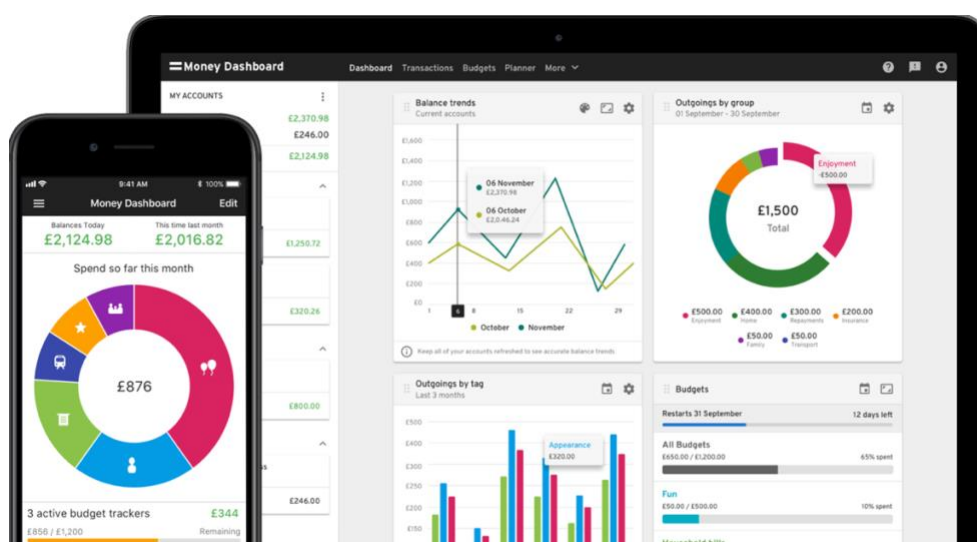 Money Dashboard
Dashboard Transactions Budgets Planner More
MY ACCOUNTS
£2,370.98
£246.00
£2,124.98
£1,250.72
£320.26
£800.00
£246.00
Balance trends
Current accounts
£1,600
£1,400
£1,200
£1,000
£600
£600
£400
£200
£0
06 November
£2,370.98
06 October
£2,0.46.24
1 6 8 15 22 29
October November
Keep all of your accounts refreshed to see accurate balance trends
Outgoings by group
01 September - 30 September
Enjoyment
-£500.00
£1,500
Total
£500.00 £400.00 £300.00 £200.00
Enjoyment Home Repayments Insurance
£50.00 £50.00
Family Transport
Outgoings by tag
Last 3 months
£500
£400
£300
£250
£200
£150
Appearance
£320.00
Budgets
Restarts 31 September 12 days left
All Budgets
£650.00 / £1,200.00 65% spent
Fun
£50.00 / £500.00 10% spent
Household bills
9:41 AM 100%
Money Dashboard Edit
Balances Today This time last month
£2,124.98 £2,016.82
Spend so far this month
£876
3 active budget trackers £344
£856 / £1,200 Remaining